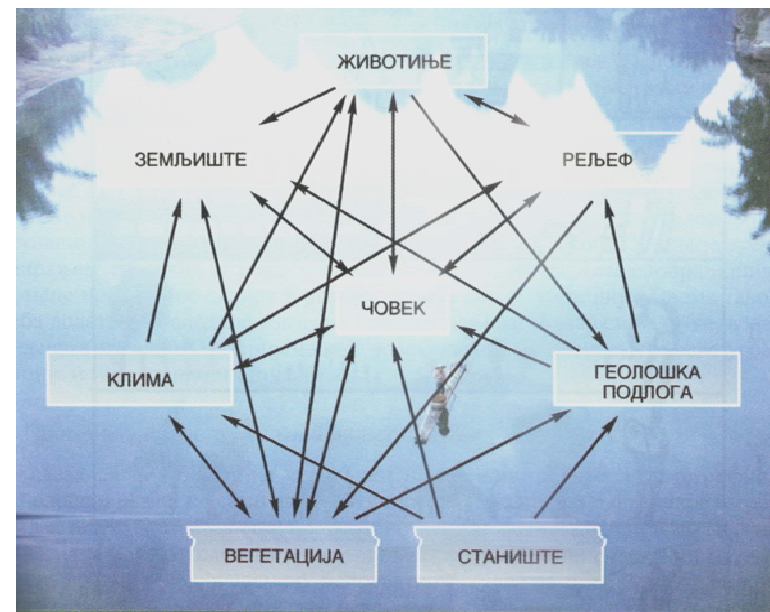 ЖИВОТИЊЕ
ЗЕМЉИШТЕ
РЕЉЕФ
ЧОВЕК
КЛИМА
ГЕОЛОШКА
ПОДЛОГА
ВЕГЕТАЦИЈА
СТАНИШТЕ